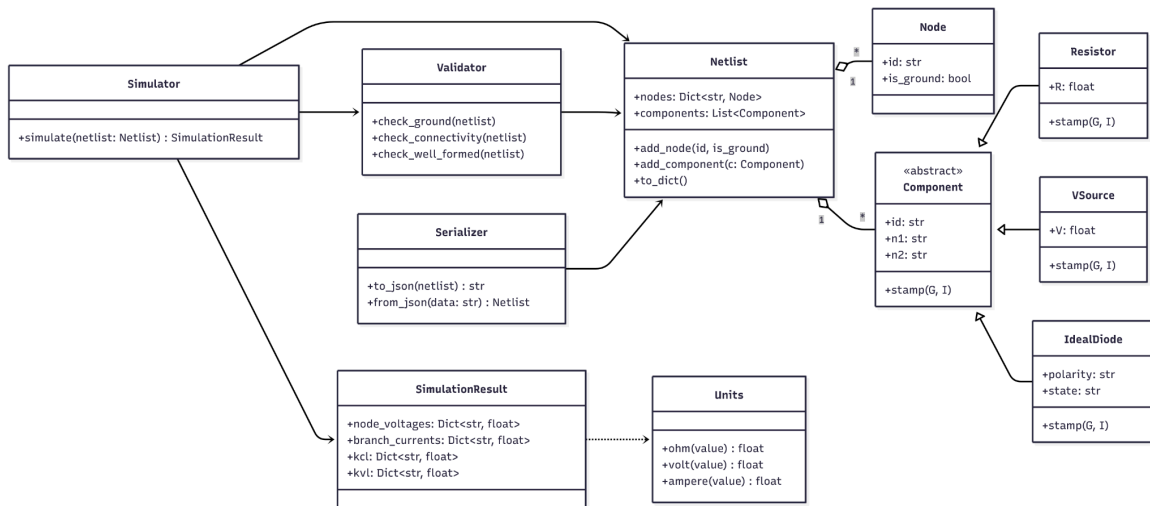 Simulator
+simulate(netlist: Netlist) : SimulationResult
Validator
+check_ground(netlist)
+check_connectivity(netlist)
+check_well_formed(netlist)
Serializer
+to_json(netlist) : str
+from_json(data: str) : Netlist
SimulationResult
+node_voltages: Dict<str, float>
+branch_currents: Dict<str, float>
+kcl: Dict<str, float>
+kvl: Dict<str, float>
Netlist
+nodes: Dict<str, Node>
+components: List<Component>
+add_node(id, is_ground)
+add_component(c: Component)
+to_dict()
*
1
1
*
Units
+ohm(value) : float
+volt(value) : float
+ampere(value) : float
Node
+id: str
+is_ground: bool
«abstract»
Component
+id: str
+n1: str
+n2: str
+stamp(G, I)
Resistor
+R: float
+stamp(G, I)
VSource
+V: float
+stamp(G, I)
IdealDiode
+polarity: str
+state: str
+stamp(G, I)